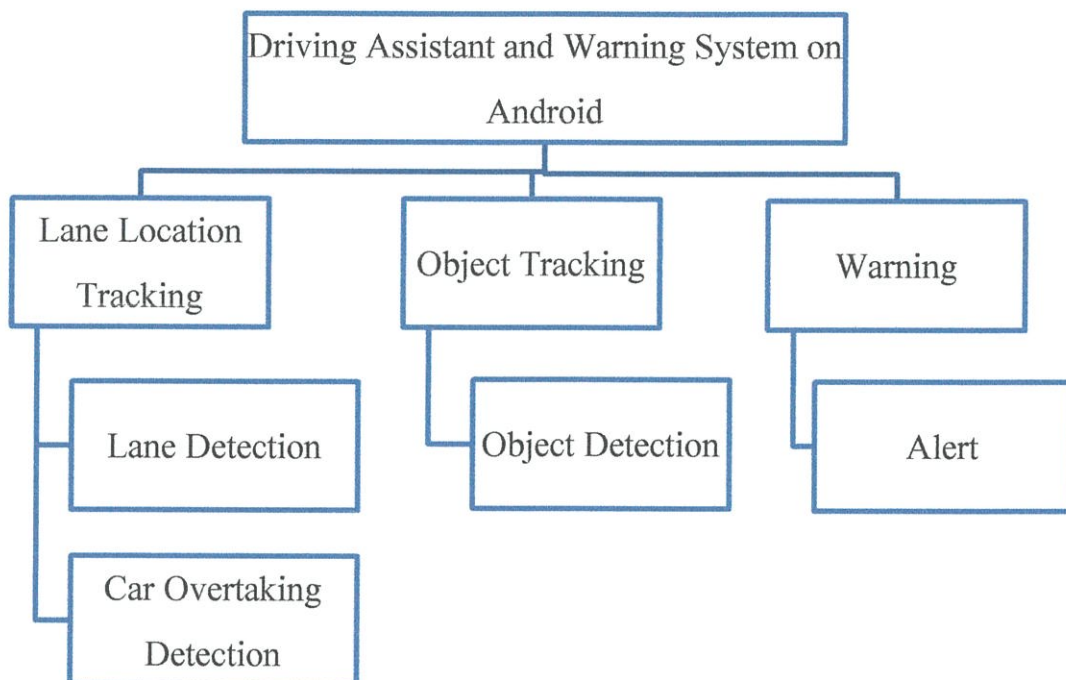 Driving Assistant and Warning System on
Android
Lane Location
Tracking
Object Tracking
Warning
Lane Detection
Object Detection
Alert
Car Overtaking
Detection